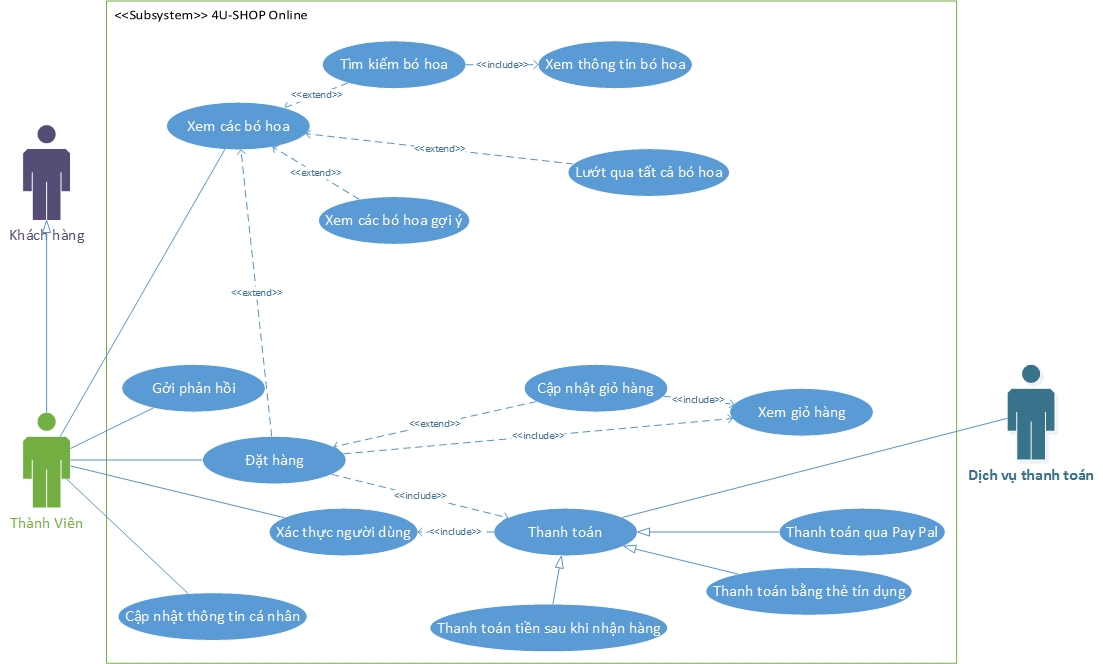 <<Subsystem>> 4U-SHOP Online
Tìm kiếm bó hoa
<<include>>
Xem thông tin bó hoa
<<extend>>
Xem các bó hoa
<<extend>>
<<extend>>
Lướt qua tất cả bó hoa
Xem các bó hoa gợi ý
Khách hàng
<<extend>>
Gởi phản hồi
Cập nhật giỏ hàng
<<include>>
Xem giỏ hàng
<<extend>>
<<include>>
Đặt hàng
Dịch vụ thanh toán
<<include>>
Thành Viên
Xác thực người dùng
<<include>>
Thanh toán
Thanh toán qua Pay Pal
Thanh toán bằng thẻ tín dụng
Cập nhật thông tin cá nhân
Thanh toán tiền sau khi nhận hàng